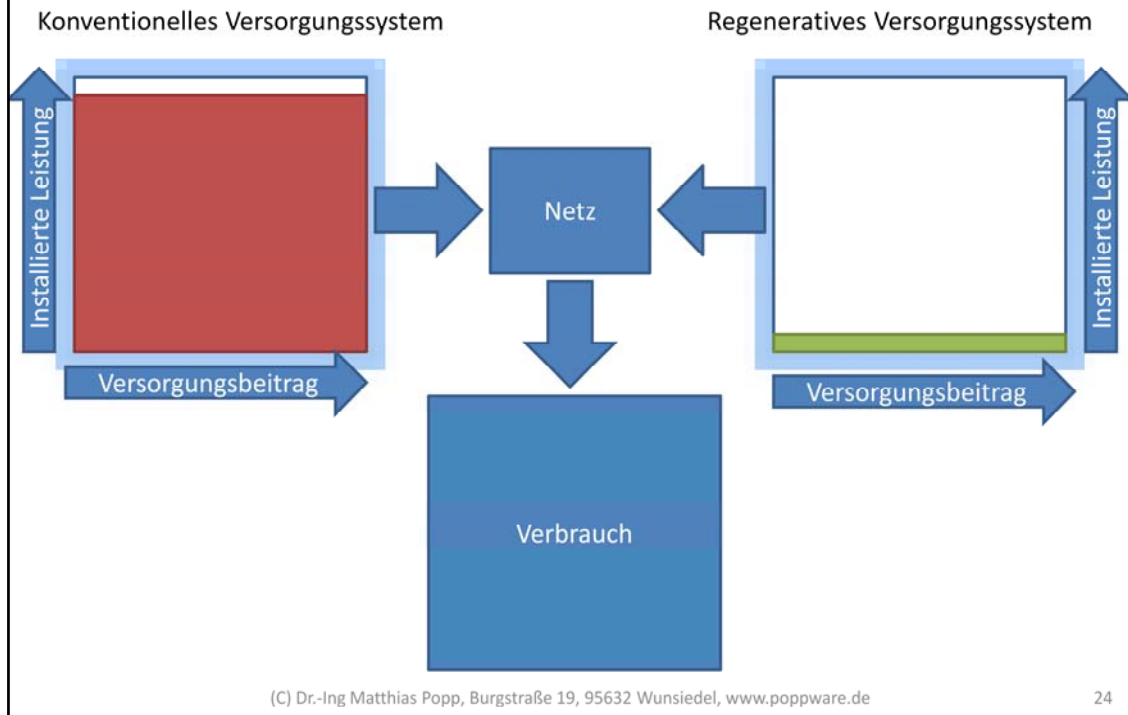 Konventionelles Versorgungssystem
Regeneratives Versorgungssystem
Installierte Leistung
Netz
Installierte Leistung
Versorgungsbeitrag
Versorgungsbeitrag
Verbrauch
(C) Dr.-Ing Matthias Popp, Burgstraße 19, 95632 Wunsiedel, www.poppware.de
24